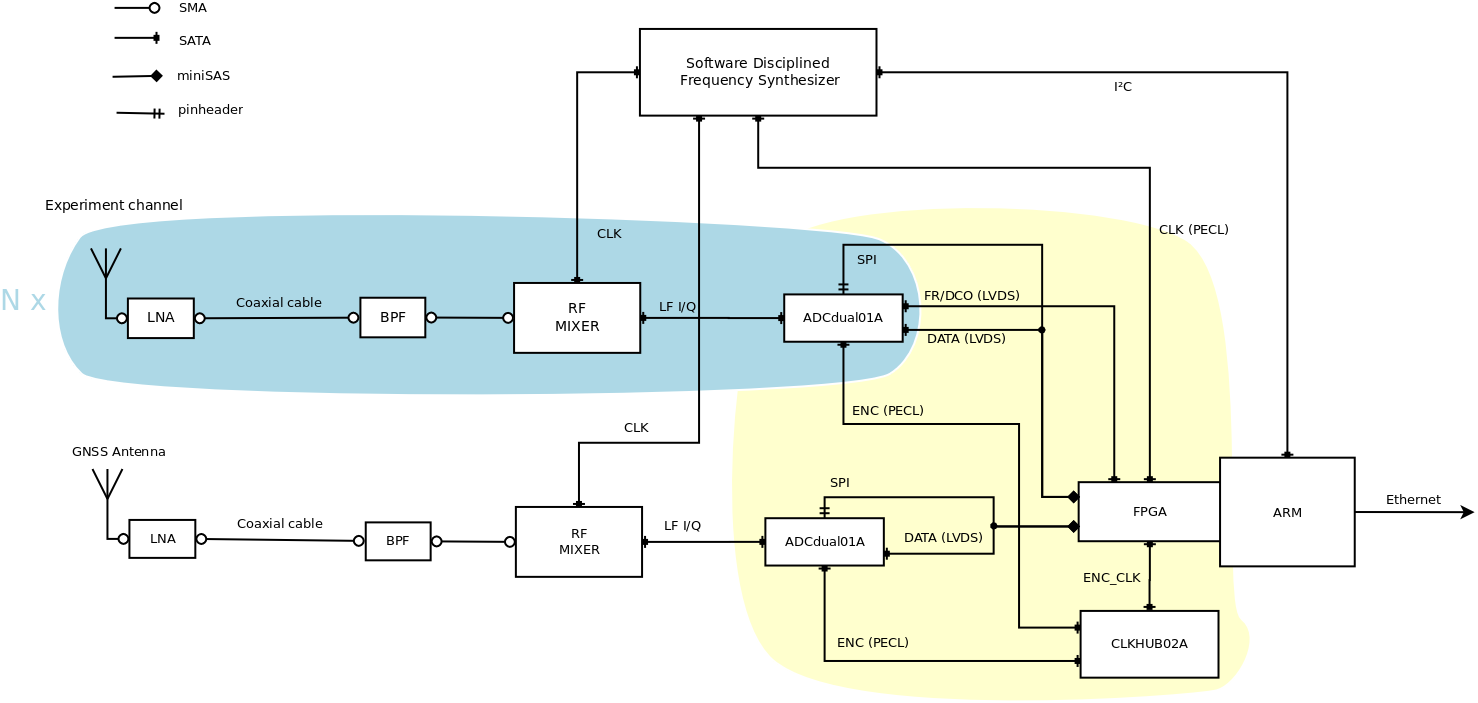 SMA
SATA
miniSAS
pinheader
Software Disciplined
Frequency Synthesizer
I²C
Experiment channel
CLK
CLK (PECL)
SPI
N x
LNA
Coaxial cable
BPF
RF
MIXER
LF I/Q
ADCdual01A
FR/DCO (LVDS)
DATA (LVDS)
ENC (PECL)
CLK
GNSS Antenna
SPI
LNA
Coaxial cable
BPF
RF
MIXER
LF I/Q
ADCdual01A
DATA (LVDS)
FPGA
ARM
Ethernet
ENC_CLK
ENC (PECL)
CLKHUB02A